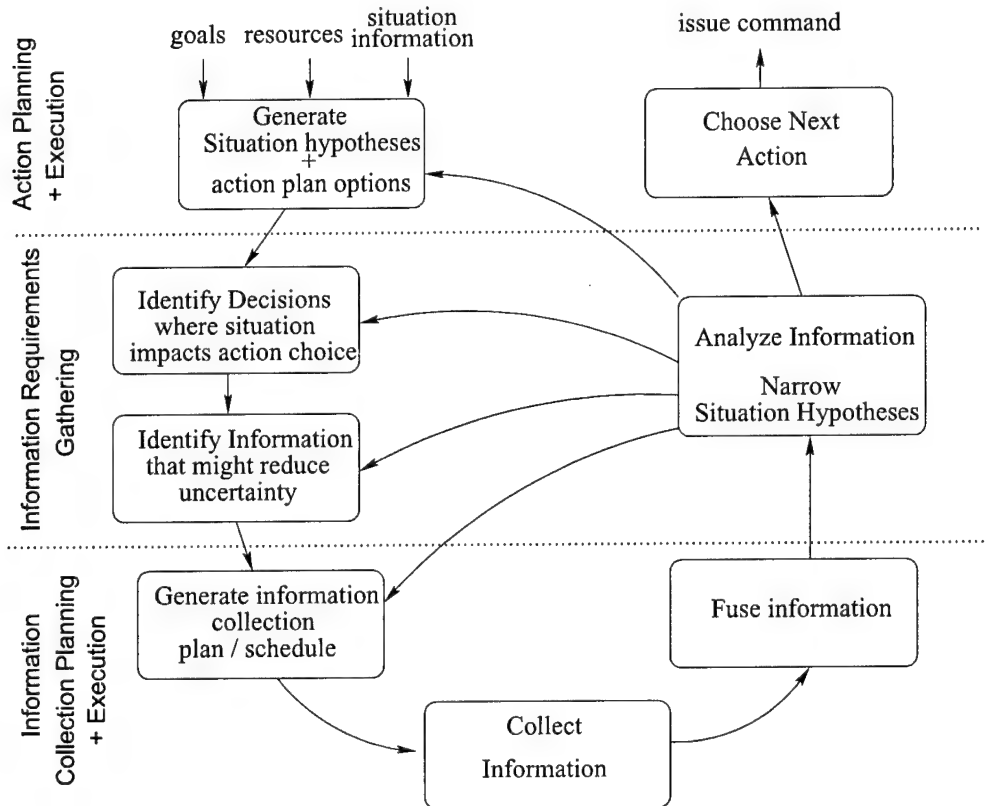 goals
resources
situation
information
issue command
Action Planning
+ Execution
Generate
Situation hypotheses
+
action plan options
Choose Next
Action
Information Requirements
Gathering
Identify Decisions
where situation
impacts action choice
Analyze Information
Narrow
Situation Hypotheses
Identify Information
that might reduce
uncertainty
Information
Collection Planning
+ Execution
Generate information
collection
plan / schedule
Fuse information
Collect
Information